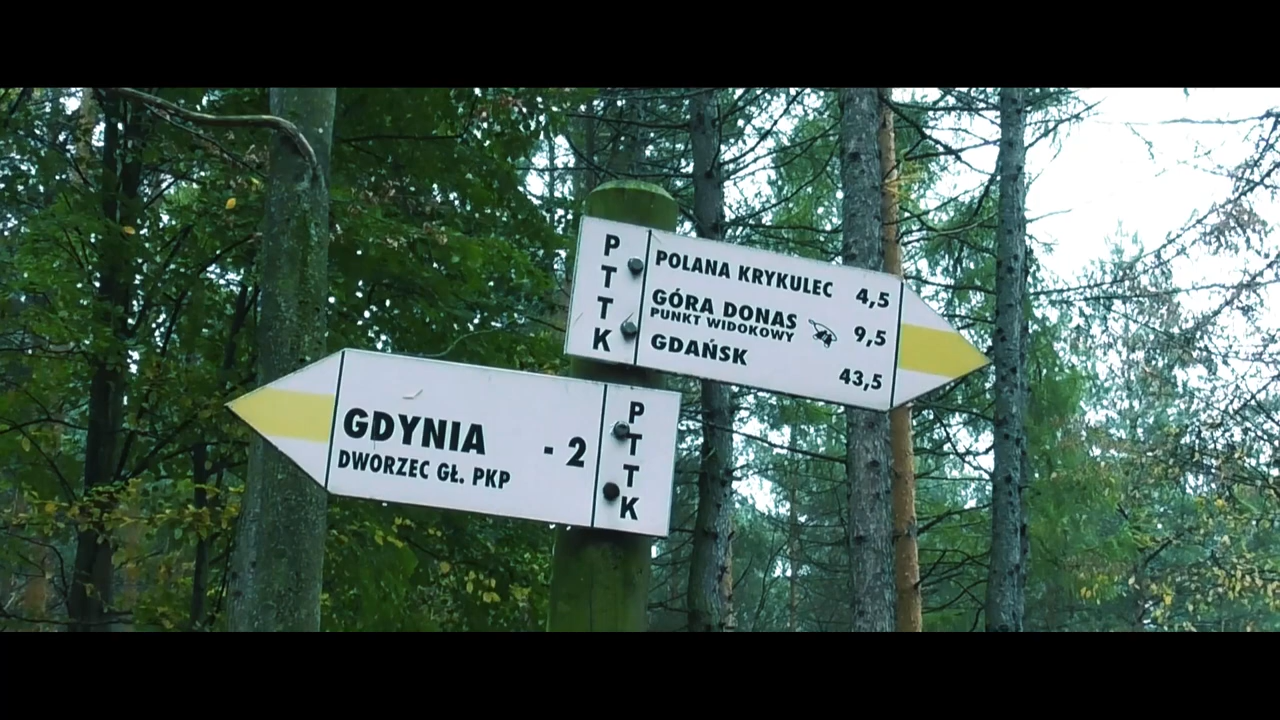 PTTK
POLANA KRYKULEC 4,5
GÓRA DONAS 9,5
PUNKT WIDOKOWY
GDAŃSK 43,5
GDYNIA - 2
DWORZEC GŁ. PKP
PTTK